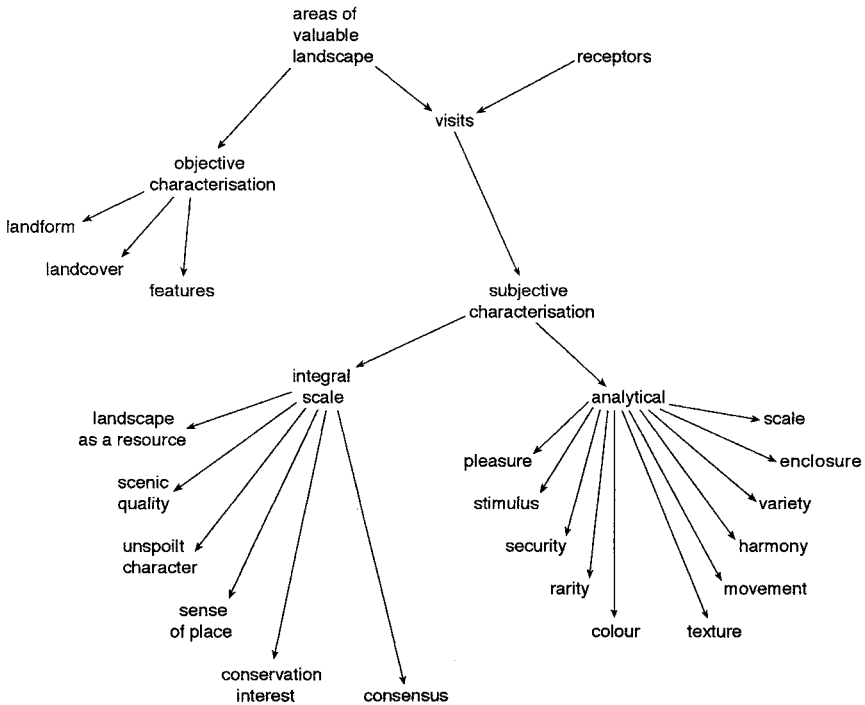 areas of
valuable
landscape
receptors
visits
objective
characterisation
landform
landcover
features
subjective
characterisation
integral
scale
analytical
landscape
as a resource
scenic
quality
unspoilt
character
sense
of place
conservation
interest
consensus
pleasure
stimulus
security
rarity
colour
texture
movement
harmony
variety
enclosure
scale